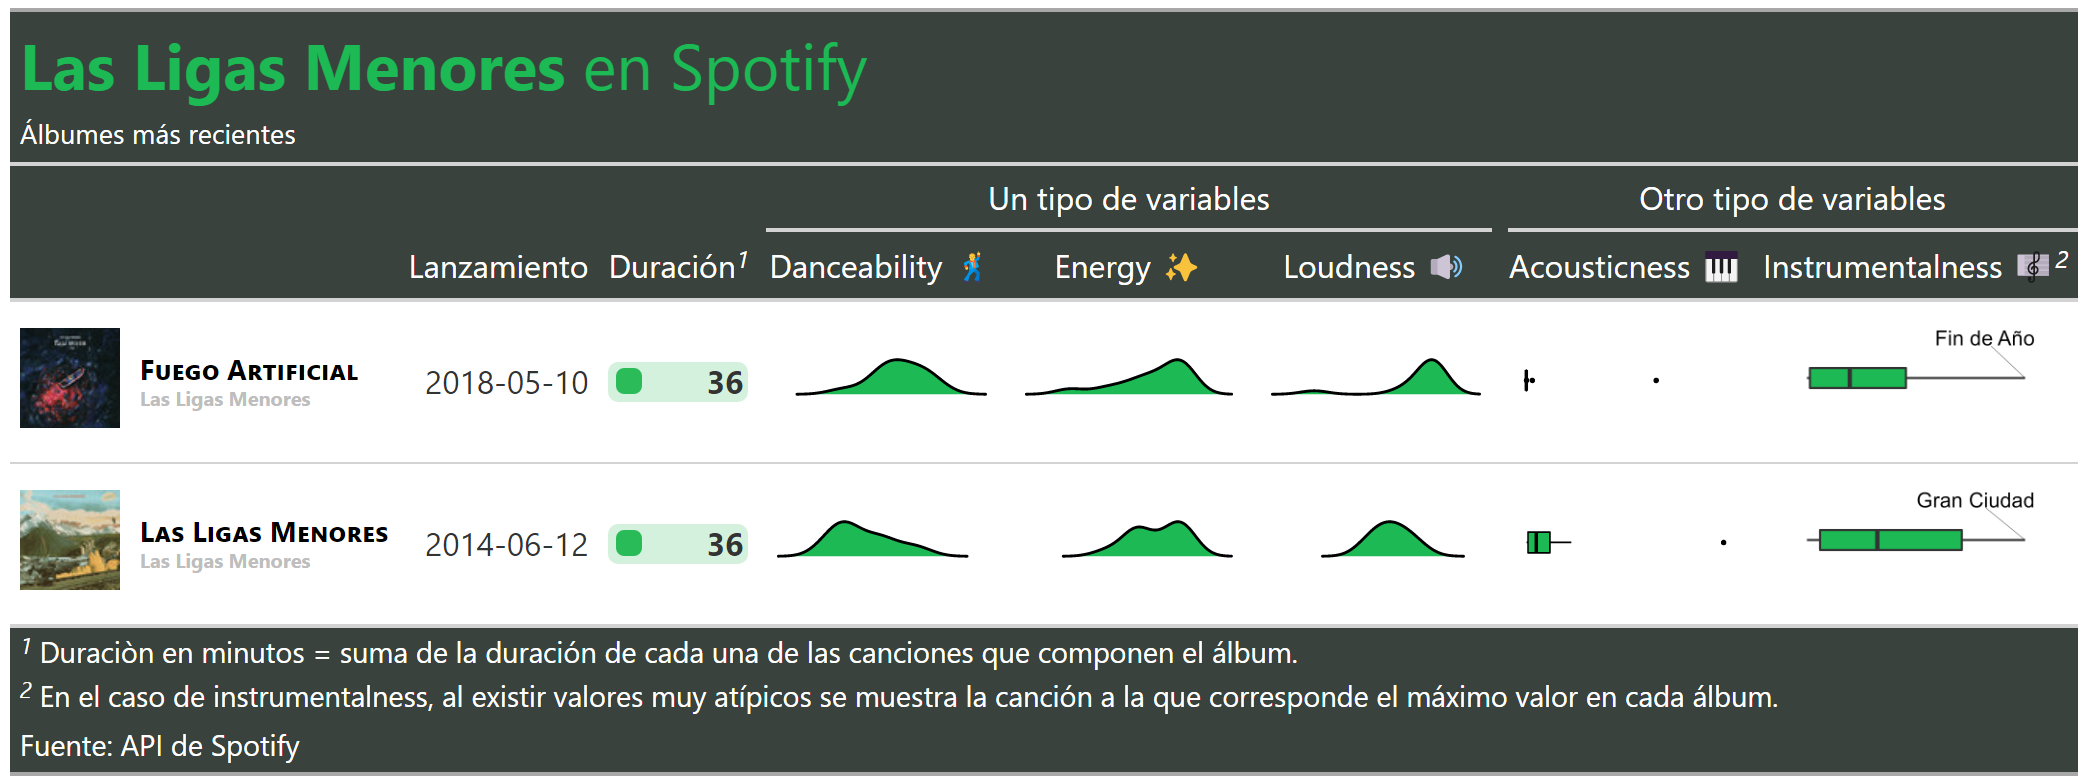 Las Ligas Menores en Spotify
Álbumes más recientes
Un tipo de variables Otro tipo de variables
Lanzamiento Duración1 Danceability Energy Loudness Acousticness Instrumentalness 2
Fin de Año
Fuego Artificial 2018-05-10 36
Las Ligas Menores
Gran Ciudad
Las Ligas Menores 2014-06-12 36
Las Ligas Menores
1 Duraciòn en minutos = suma de la duración de cada una de las canciones que componen el álbum.
2 En el caso de instrumentalness, al existir valores muy atípicos se muestra la canción a la que corresponde el máximo valor en cada álbum.
Fuente: API de Spotify